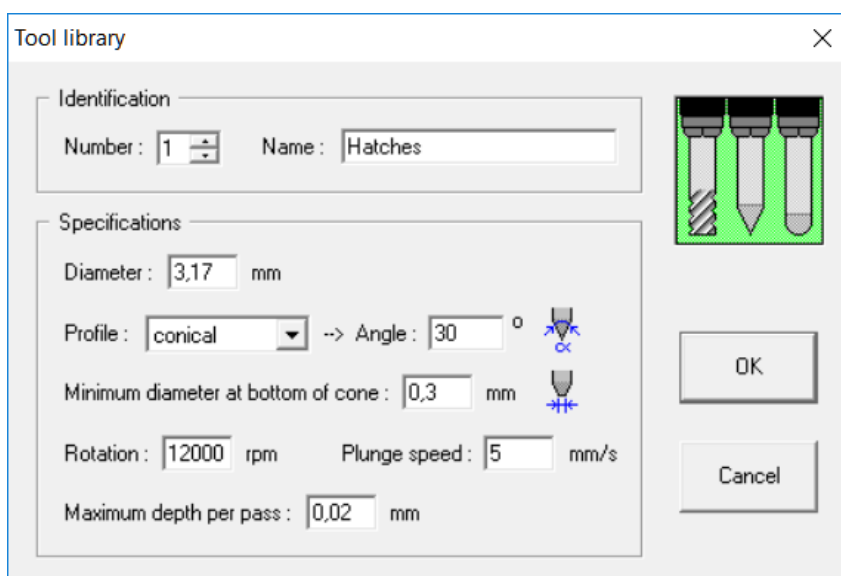 Tool library
Identification
Number : 1 Name : Hatches
Specifications
Diameter : 3,17 mm
Profile : conical --> Angle : 30 º
α
Minimum diameter at bottom of cone : 0,3 mm
Rotation : 12000 rpm Plunge speed : 5 mm/s
Maximum depth per pass : 0,02 mm
OK
Cancel